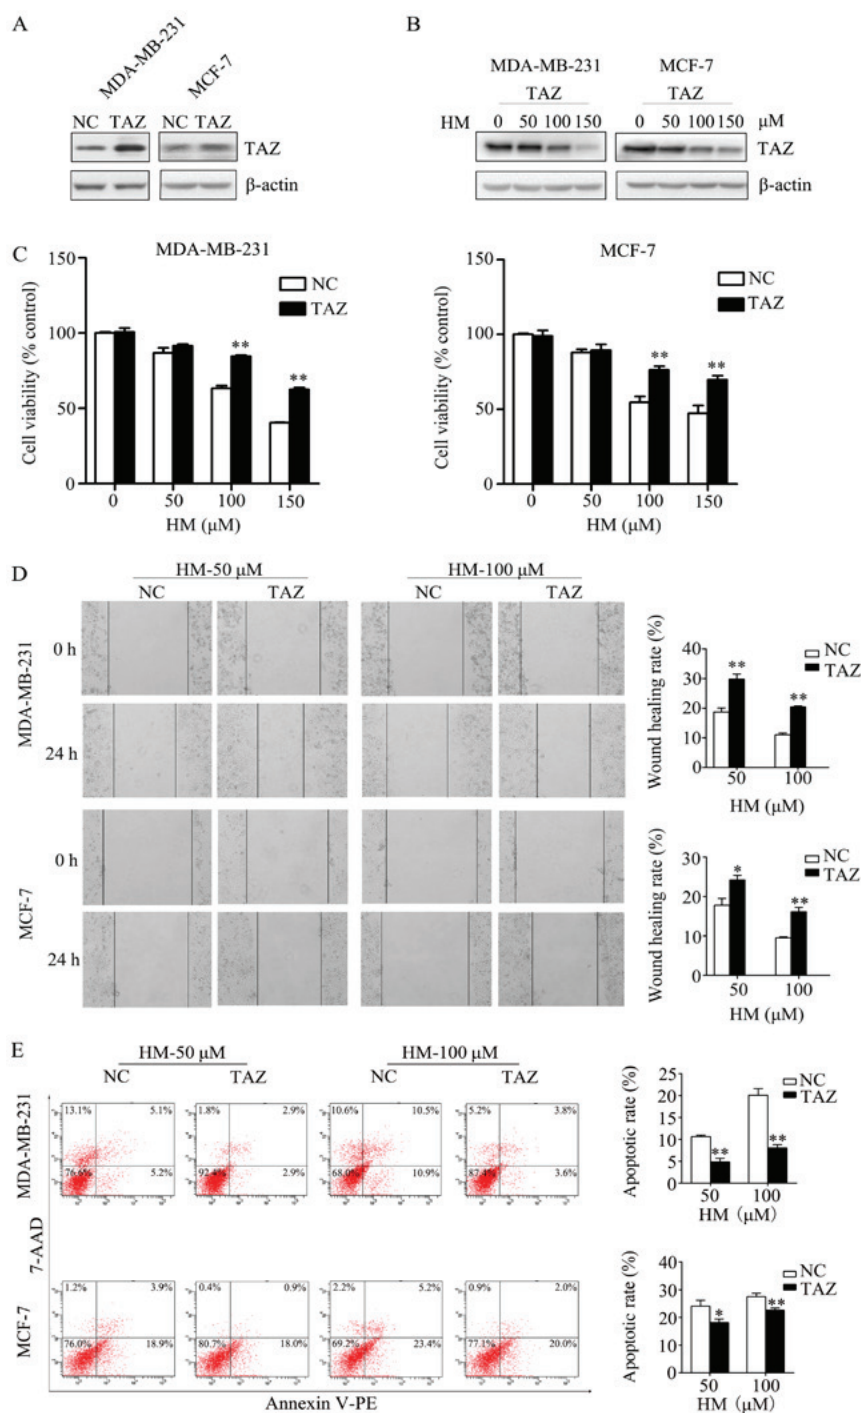 A
MDA-MB-231
MCF-7
NC TAZ NC TAZ
TAZ
β-actin
B
MDA-MB-231 MCF-7
TAZ TAZ
HM 0 50 100 150 0 50 100 150 μM
TAZ
β-actin
C
MDA-MB-231
Cell viability (% control)
150
100
50
0
NC
TAZ
**
**
0 50 100 150
HM (μM)
MCF-7
Cell viability (% control)
150
100
50
0
NC
TAZ
**
**
0 50 100 150
HM (μM)
D
HM-50 μM HM-100 μM
NC TAZ NC TAZ
MDA-MB-231
0 h
24 h
MCF-7
0 h
24 h
Wound healing rate (%)
40
30
20
10
0
NC
TAZ
**
**
50 100
HM (μM)
Wound healing rate (%)
30
20
10
0
NC
TAZ
*
**
50 100
HM (μM)
E
HM-50 μM HM-100 μM
NC TAZ NC TAZ
MDA-MB-231
13.1% 5.1% 1.8% 2.9% 10.6% 10.5% 5.2% 3.8%
76.6% 5.2% 92.4% 2.9% 68.0% 10.9% 87.4% 3.6%
7-AAD
MCF-7
1.2% 3.9% 0.4% 0.9% 2.2% 5.2% 0.9% 2.0%
76.0% 18.9% 80.7% 18.0% 69.2% 23.4% 77.1% 20.0%
Annexin V-PE
Apoptotic rate (%)
25
20
15
10
5
0
NC
TAZ
**
**
50 100
HM (μM)
Apoptotic rate (%)
40
30
20
10
0
NC
TAZ
*
**
50 100
HM (μM)